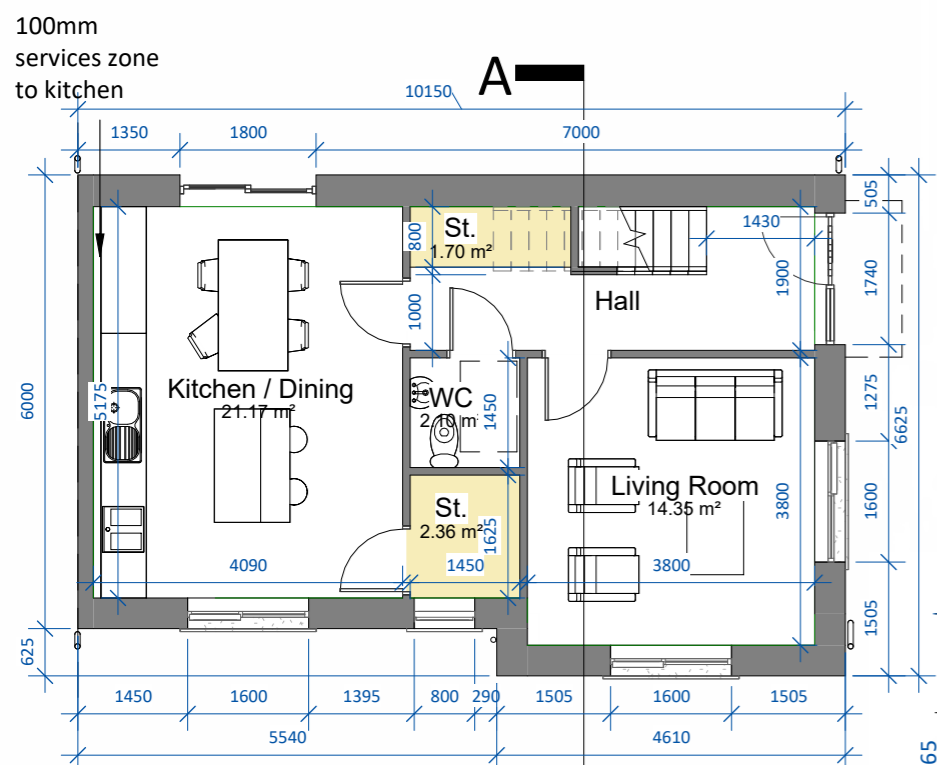 100mm
services zone
to kitchen
A
10150
1350
1800
7000
505
St.
1.70 m²
800
1430
1900
1740
1000
Hall
6000
5175
Kitchen / Dining
21.17 m²
WC
2.10 m²
1450
1275
6625
Living Room
14.35 m²
3800
1600
St.
2.36 m²
1625
4090
1450
3800
1505
625
1450
1600
1395
800
290
1505
1600
1505
5540
4610
65